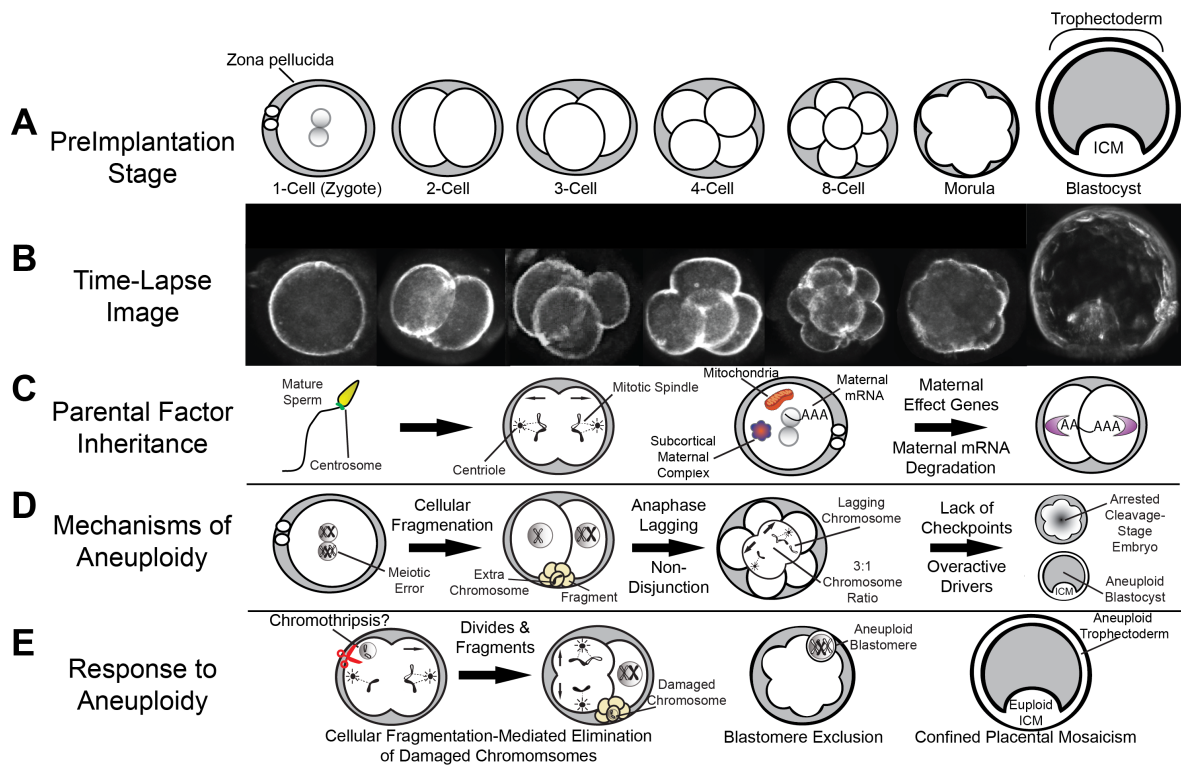 Trophectoderm
Zona pellucida
A
PreImplantation
Stage
ICM
1-Cell (Zygote)
2-Cell
3-Cell
4-Cell
8-Cell
Morula
Blastocyst
B
Time-Lapse
Image
C
Parental Factor
Inheritance
Mature
Sperm
Centrosome
Mitotic Spindle
Centriole
Mitochondria
Maternal
mRNA
AAA
Subcortical
Maternal
Complex
Maternal
Effect Genes
Maternal mRNA
Degradation
AA
AAA
D
Mechanisms of
Aneuploidy
Meiotic
Error
Cellular
Fragmenation
Extra
Chromosome
Fragment
Anaphase
Lagging
Non-
Disjunction
Lagging
Chromosome
3:1
Chromosome
Ratio
Lack of
Checkpoints
Overactive
Drivers
Arrested
Cleavage-
Stage
Embryo
ICM
Aneuploid
Blastocyst
E
Response to
Aneuploidy
Chromothripsis?
Divides &
Fragments
Damaged
Chromosome
Cellular Fragmentation-Mediated Elimination
of Damaged Chromomsomes
Aneuploid
Blastomere
Blastomere Exclusion
Aneuploid
Trophectoderm
Euploid
ICM
Confined Placental Mosaicism